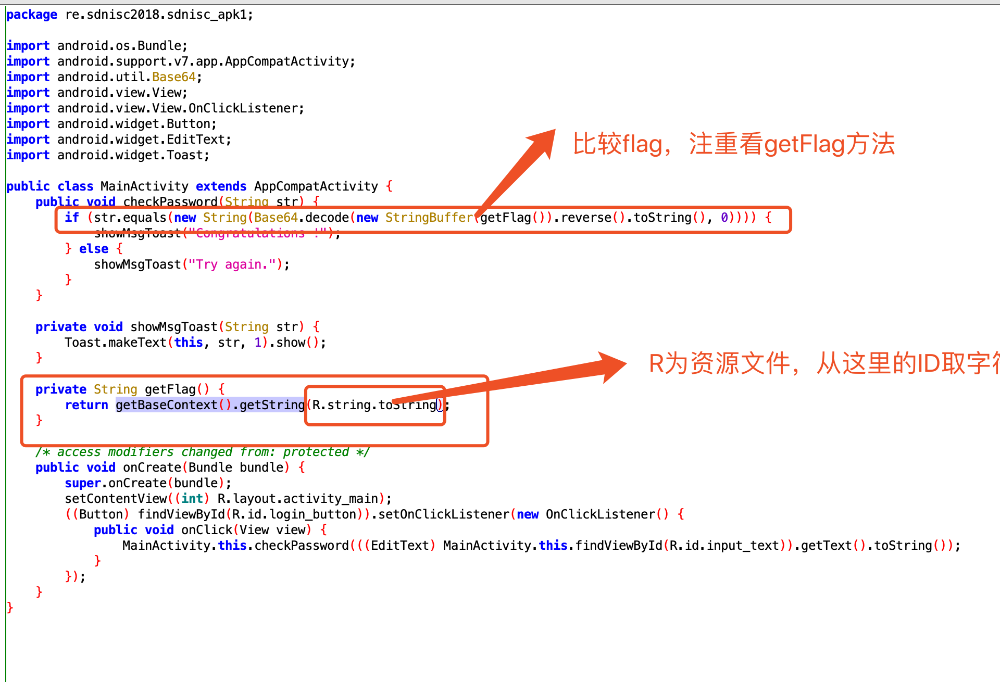 package re.sdnisc2018.sdnisc_apk1;
import android.os.Bundle;
import android.support.v7.app.AppCompatActivity;
import android.util.Base64;
import android.view.View;
import android.view.View.OnClickListener;
import android.widget.Button;
import android.widget.EditText;
import android.widget.Toast;
比较flag，注重看getFlag方法
public class MainActivity extends AppCompatActivity {
public void checkPassword(String str) {
if (str.equals(new String(Base64.decode(new StringBuffer(getFlag()).reverse().toString(), 0)))) {
showMsgToast("Congratulations !");
} else {
showMsgToast("Try again.");
}
}
private void showMsgToast(String str) {
Toast.makeText(this, str, 1).show();
}
R为资源文件，从这里的ID取字
private String getFlag() {
return getBaseContext().getString(R.string.toString);
}
/* access modifiers changed from: protected */
public void onCreate(Bundle bundle) {
super.onCreate(bundle);
setContentView((int) R.layout.activity_main);
((Button) findViewById(R.id.login_button)).setOnClickListener(new OnClickListener() {
public void onClick(View view) {
MainActivity.this.checkPassword(((EditText) MainActivity.this.findViewById(R.id.input_text)).getText().toString());
}
});
}
}